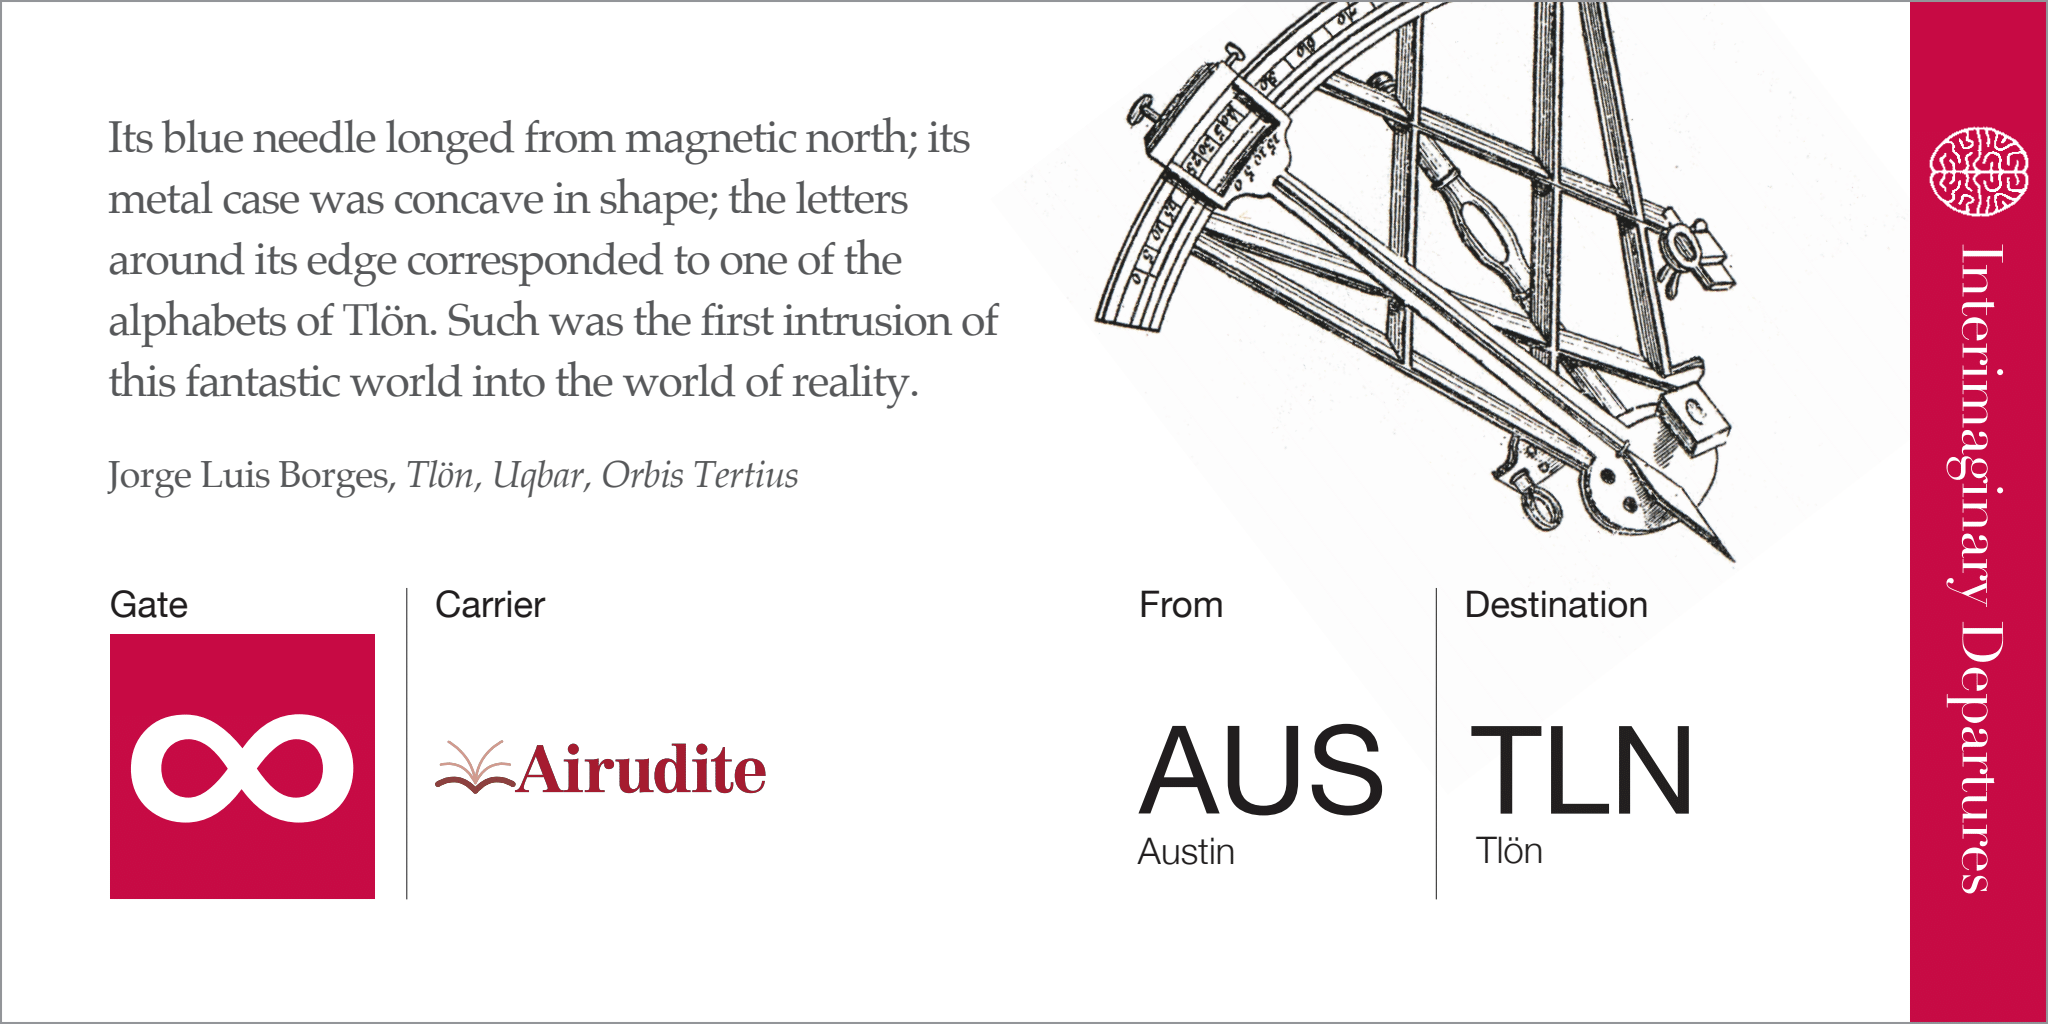 Its blue needle longed from magnetic north; its
metal case was concave in shape; the letters
around its edge corresponded to one of the
alphabets of Tlön. Such was the first intrusion of
this fantastic world into the world of reality.
Jorge Luis Borges, Tlön, Uqbar, Orbis Tertius
Gate
∞
Carrier
Airudite
From
AUS
Austin
Destination
TLN
Tlön
Interimaginary Departures